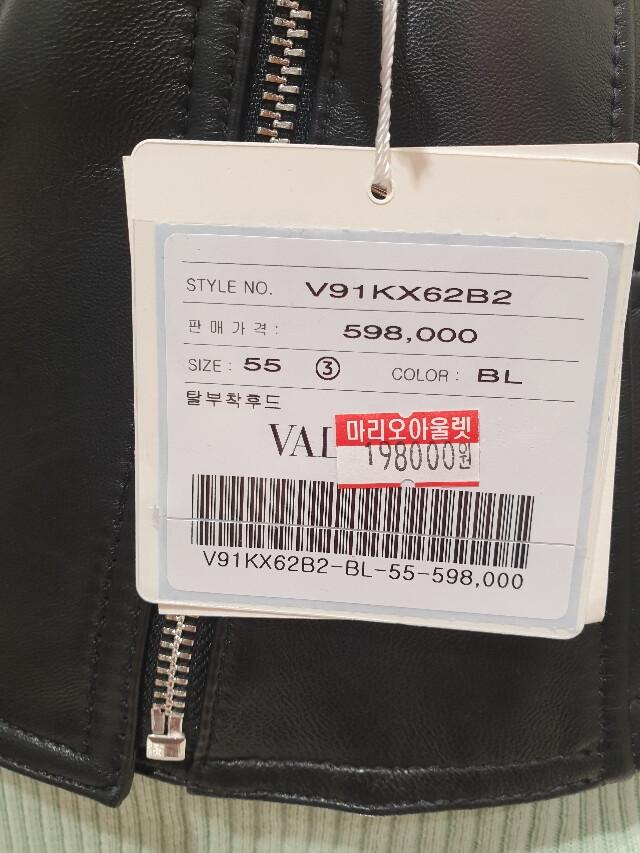 STYLE NO. V91KX62B2
판매가격: 598,000
SIZE: 55 ③ COLOR: BL
탈부착후드
마리오아울렛
198000원
V91KX62B2-BL-55-598,000